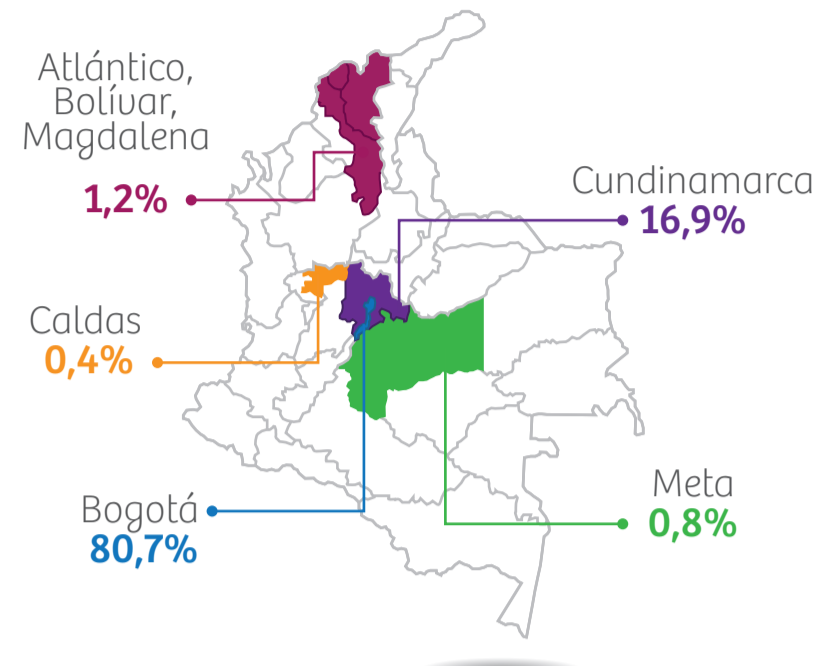 Atlántico,
Bolívar,
Magdalena
1,2%
Cundinamarca
16,9%
Caldas
0,4%
Bogotá
80,7%
Meta
0,8%